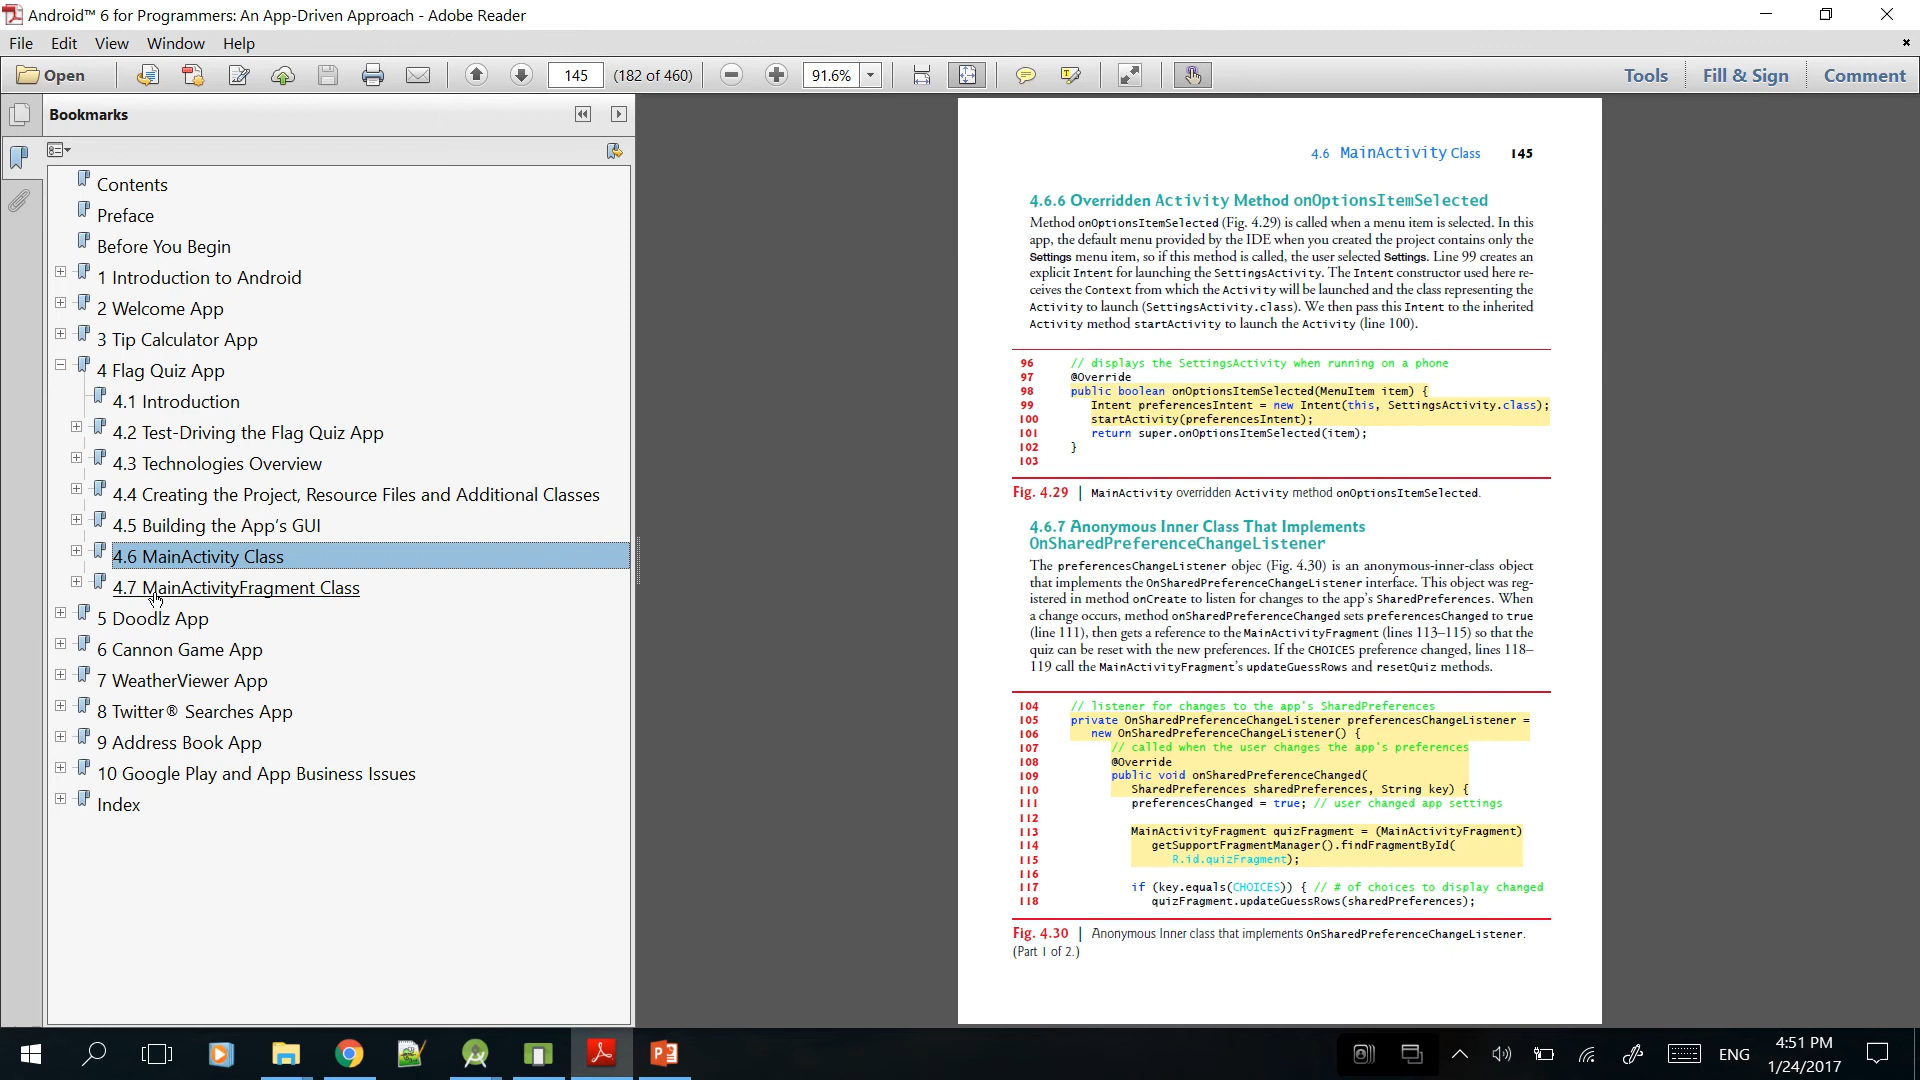 Android™ 6 for Programmers: An App-Driven Approach - Adobe Reader
File Edit View Window Help
Open 145 (182 of 460) 91.6% Tools Fill & Sign Comment
Bookmarks
Contents
Preface
Before You Begin
1 Introduction to Android
2 Welcome App
3 Tip Calculator App
4 Flag Quiz App
4.1 Introduction
4.2 Test-Driving the Flag Quiz App
4.3 Technologies Overview
4.4 Creating the Project, Resource Files and Additional Classes
4.5 Building the App's GUI
4.6 MainActivity Class
4.7 MainActivityFragment Class
5 Doodlz App
6 Cannon Game App
7 WeatherViewer App
8 Twitter® Searches App
9 Address Book App
10 Google Play and App Business Issues
Index
4.6 MainActivity Class 145
4.6.6 Overridden Activity Method onOptionsItemSelected
Method onOptionsItemSelected (Fig. 4.29) is called when a menu item is selected. In this
app, the default menu provided by the IDE when you created the project contains only the
Settings menu item, so if this method is called, the user selected Settings. Line 99 creates an
explicit Intent for launching the SettingsActivity. The Intent constructor used here re-
ceives the Context from which the Activity will be launched and the class representing the
Activity to launch (SettingsActivity.class). We then pass this Intent to the inherited
Activity method startActivity to launch the Activity (line 100).
96 // displays the SettingsActivity when running on a phone
97 @Override
98 public boolean onOptionsItemSelected(MenuItem item) {
99 Intent preferencesIntent = new Intent(this, SettingsActivity.class);
100 startActivity(preferencesIntent);
101 return super.onOptionsItemSelected(item);
102 }
103
Fig. 4.29 | MainActivity overridden Activity method onOptionsItemSelected.
4.6.7 Anonymous Inner Class That Implements
OnSharedPreferenceChangeListener
The preferencesChangeListener objec (Fig. 4.30) is an anonymous-inner-class object
that implements the OnSharedPreferenceChangeListener interface. This object was reg-
istered in method onCreate to listen for changes to the app's SharedPreferences. When
a change occurs, method onSharedPreferenceChanged sets preferencesChanged to true
(line 111), then gets a reference to the MainActivityFragment (lines 113–115) so that the
quiz can be reset with the new preferences. If the CHOICES preference changed, lines 118–
119 call the MainActivityFragment's updateGuessRows and resetQuiz methods.
104 // listener for changes to the app's SharedPreferences
105 private OnSharedPreferenceChangeListener preferencesChangeListener =
106 new OnSharedPreferenceChangeListener() {
107 // called when the user changes the app's preferences
108 @Override
109 public void onSharedPreferenceChanged(
110 SharedPreferences sharedPreferences, String key) {
111 preferencesChanged = true; // user changed app settings
112
113 MainActivityFragment quizFragment = (MainActivityFragment)
114 getSupportFragmentManager().findFragmentById(
115 R.id.quizFragment);
116
117 if (key.equals(CHOICES)) { // # of choices to display changed
118 quizFragment.updateGuessRows(sharedPreferences);
Fig. 4.30 | Anonymous Inner class that implements OnSharedPreferenceChangeListener.
(Part 1 of 2.)
ENG 4:51 PM
1/24/2017